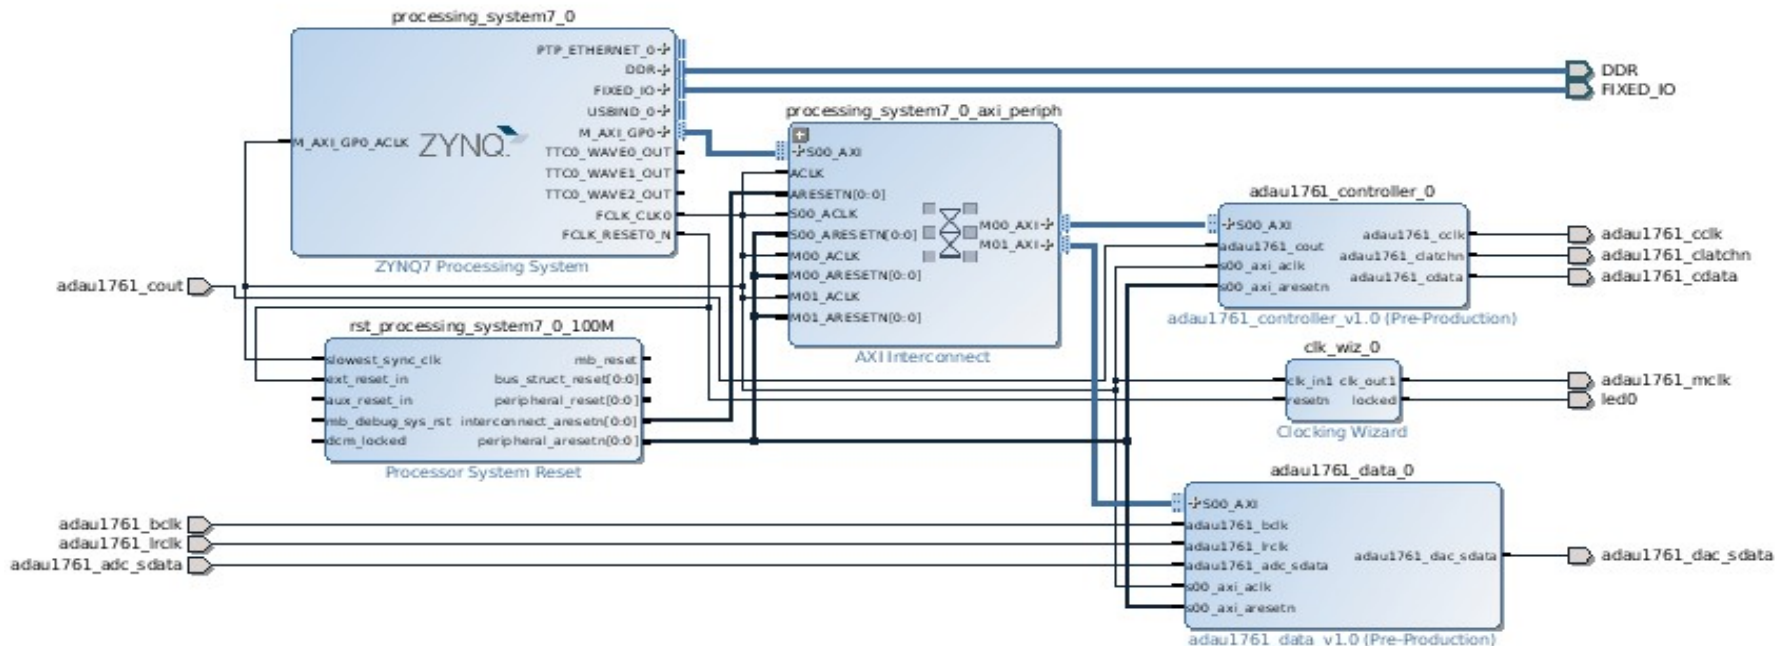 processing_system7_0
PTP_ETHERNET_0
DDR
FIXED_IO
USBIND_0
M_AXI_GP0
TTC0_WAVE0_OUT
TTC0_WAVE1_OUT
TTC0_WAVE2_OUT
FCLK_CLK0
FCLK_RESET0_N
M_AXI_GP0_ACLK
ZYNQ
ZYNQ7 Processing System
DDR
FIXED_IO
processing_system7_0_axi_periph
S00_AXI
ACLK
ARESETN[0:0]
S00_ACLK
S00_ARESETN[0:0]
M00_ACLK
M00_ARESETN[0:0]
M01_ACLK
M01_ARESETN[0:0]
M00_AXI
M01_AXI
AXI Interconnect
adau1761_controller_0
S00_AXI
adau1761_cout
s00_axi_aclk
s00_axi_aresetn
adau1761_cclk
adau1761_clatchn
adau1761_cdata
adau1761_controller_v1.0 (Pre-Production)
adau1761_cclk
adau1761_clatchn
adau1761_cdata
adau1761_cout
rst_processing_system7_0_100M
slowest_sync_clk
ext_reset_in
aux_reset_in
mb_debug_sys_rst
dcm_locked
mb_reset
bus_struct_reset[0:0]
peripheral_reset[0:0]
interconnect_aresetn[0:0]
peripheral_aresetn[0:0]
Processor System Reset
clk_wiz_0
clk_in1 clk_out1
resetn locked
Clocking Wizard
adau1761_mclk
led0
adau1761_data_0
S00_AXI
adau1761_bclk
adau1761_lrclk
adau1761_adc_sdata
s00_axi_aclk
s00_axi_aresetn
adau1761_dac_sdata
adau1761_data_v1.0 (Pre-Production)
adau1761_bclk
adau1761_lrclk
adau1761_adc_sdata
adau1761_dac_sdata